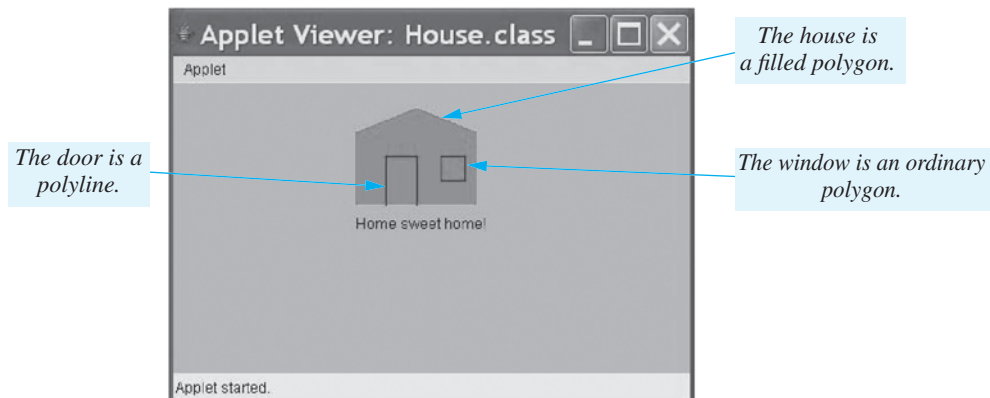 Applet Viewer: House.class
Applet
The house is
a filled polygon.
The door is a
polyline.
The window is an ordinary
polygon.
Home sweet home!
Applet started.